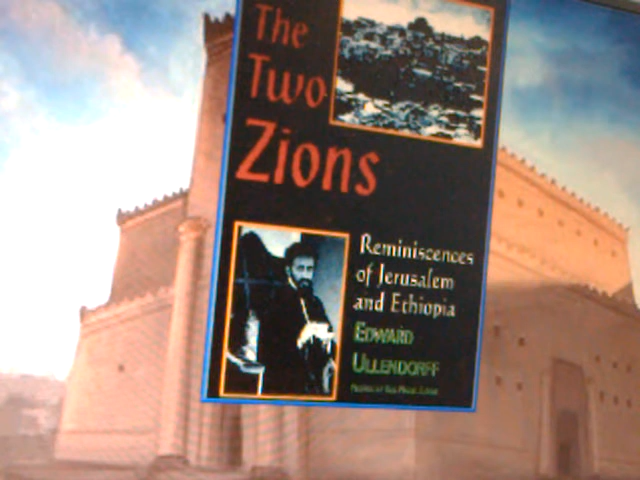 The
Two
Zions
Reminiscences
of Jerusalem
and Ethiopia
EDWARD
ULLENDORFF